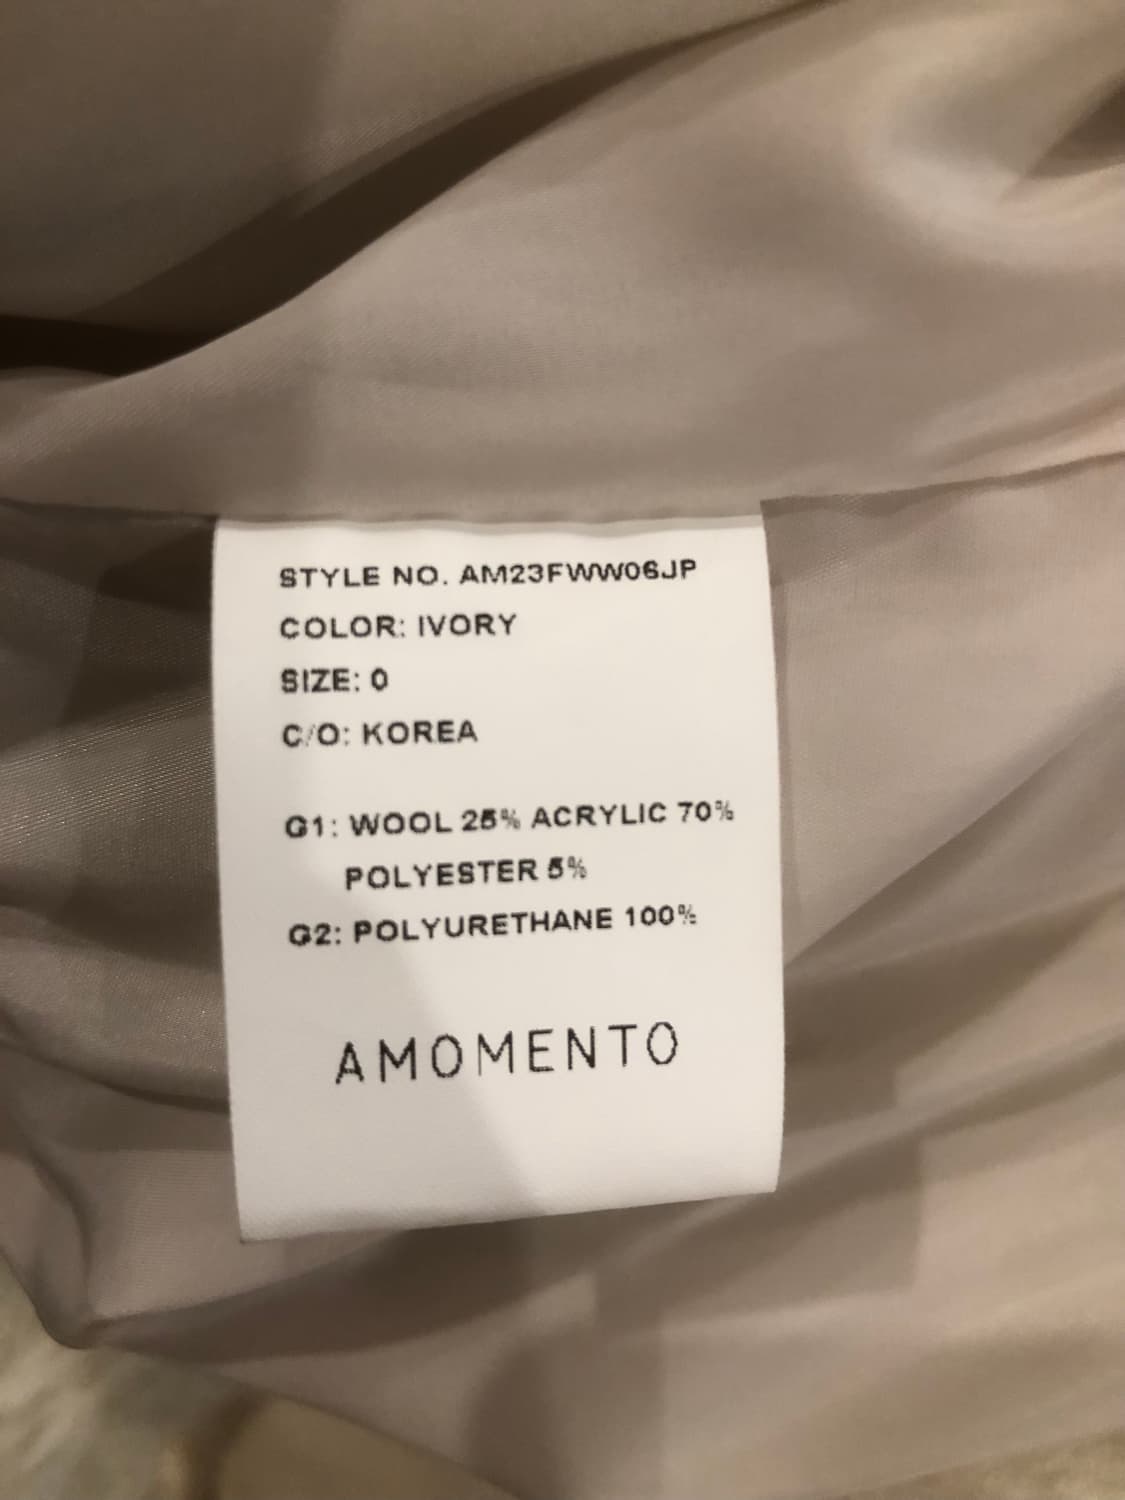 STYLE NO. AM23FWW06JP
COLOR: IVORY
SIZE: 0
C/O: KOREA
G1: WOOL 25% ACRYLIC 70%
POLYESTER 5%
G2: POLYURETHANE 100%
AMOMENTO